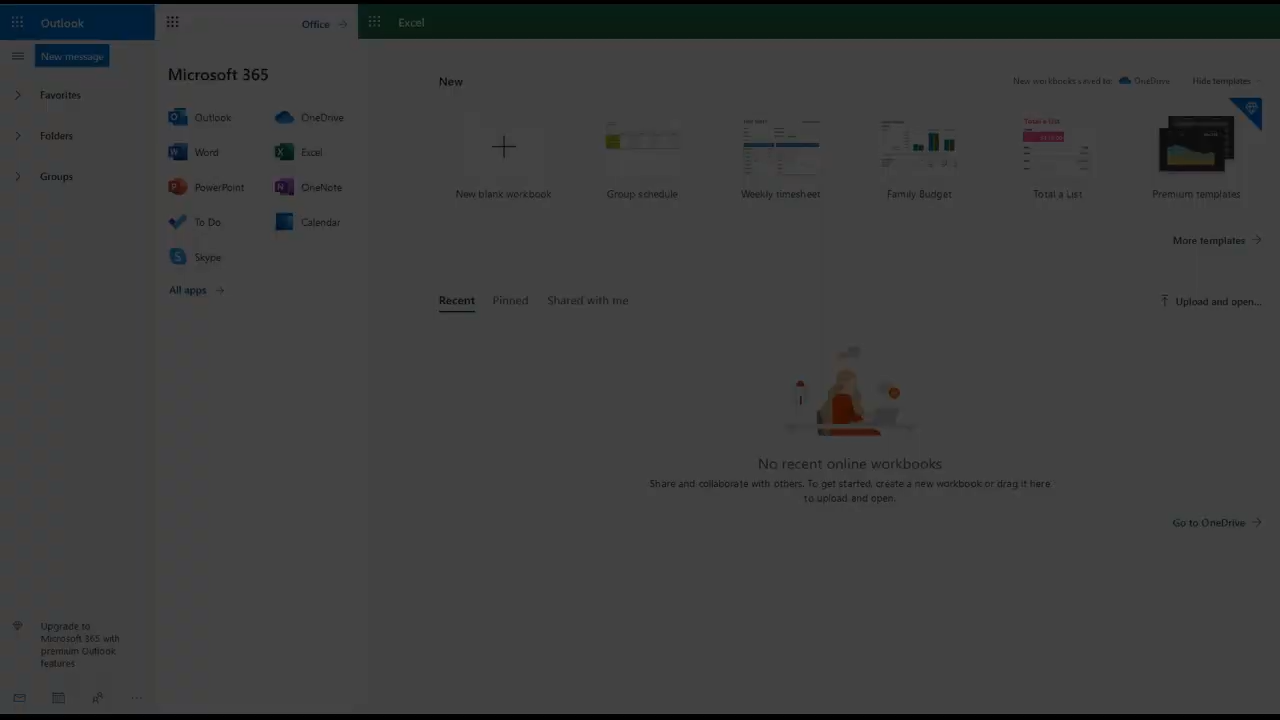 Outlook
New message
Favorites
Folders
Groups
Upgrade to
Microsoft 365 with
premium Outlook
features
Office
Microsoft 365
Outlook
OneDrive
Word
Excel
PowerPoint
OneNote
To Do
Calendar
Skype
All apps
Excel
New
New workbooks saved to: OneDrive
Hide templates
New blank workbook
Group schedule
Weekly timesheet
Family Budget
Total a List
Total a List
Premium templates
More templates
Recent Pinned Shared with me
Upload and open...
No recent online workbooks
Share and collaborate with others. To get started, create a new workbook or drag it here
to upload and open.
Go to OneDrive